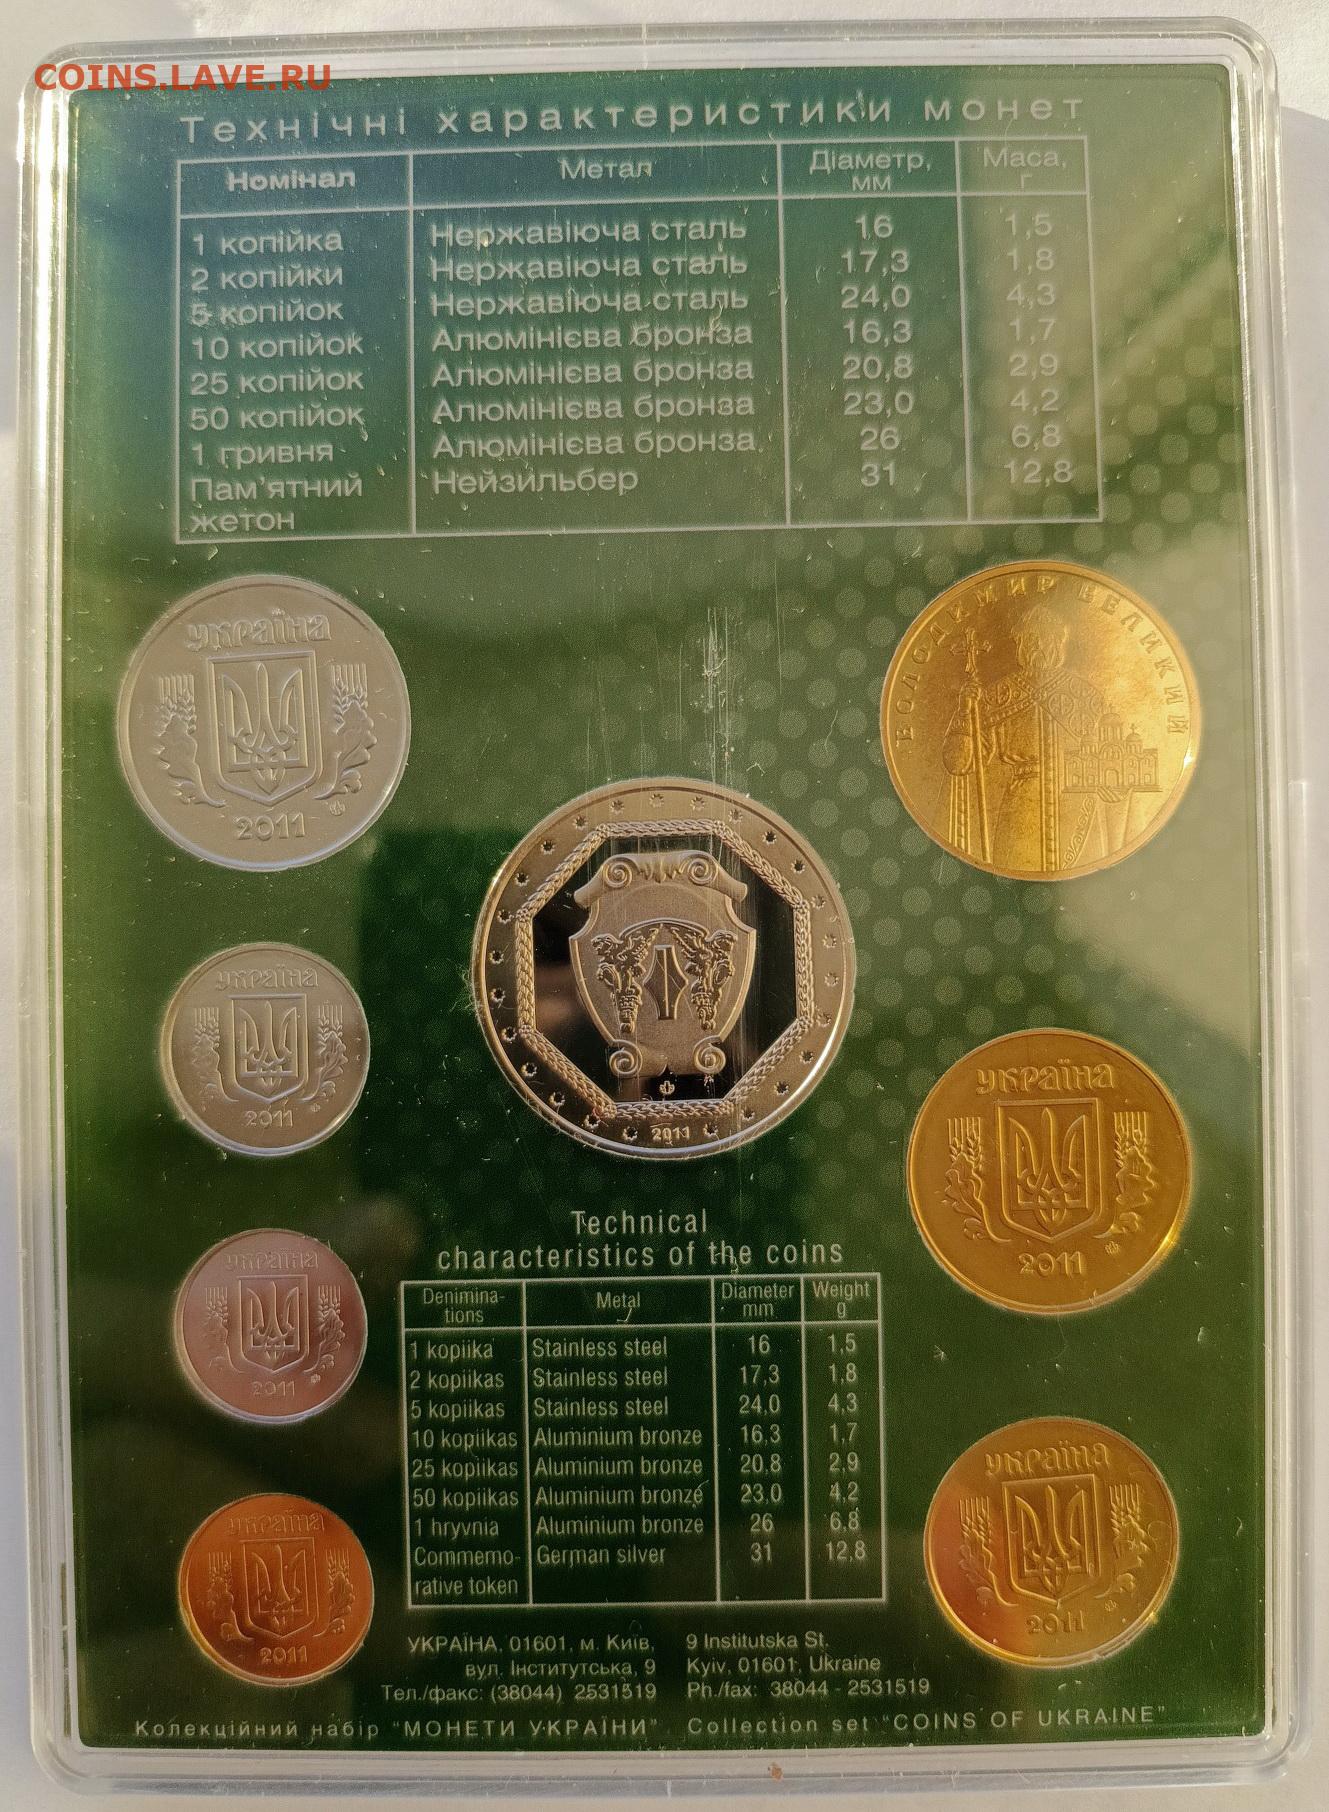 COINS.LAVE.RU
Технічні характеристики монет
Номінал Метал Діаметр, мм Маса, г
1 копійка Нержавіюча сталь 16 1,5
2 копійки Нержавіюча сталь 17,3 1,8
5 копійок Нержавіюча сталь 24,0 4,3
10 копійок Алюмінієва бронза 16,3 1,7
25 копійок Алюмінієва бронза 20,8 2,9
50 копійок Алюмінієва бронза 23,0 4,2
1 гривня Алюмінієва бронза 26 6,8
Пам'ятний Нейзильбер 31 12,8
жетон
україна
2011
ВОЛОДИМИР ВЕЛИКИЙ
україна
2011
2011
україна
2011
україна
2011
україна
2011
україна
2011
Technical
characteristics of the coins
Denimina-
tions Metal Diameter mm Weight g
1 kopiika Stainless steel 16 1,5
2 kopiikas Stainless steel 17,3 1,8
5 kopiikas Stainless steel 24,0 4,3
10 kopiikas Aluminium bronze 16,3 1,7
25 kopiikas Aluminium bronze 20,8 2,9
50 kopiikas Aluminium bronze 23,0 4,2
1 hryvnia Aluminium bronze 26 6,8
Commemo- German silver 31 12,8
rative token
УКРАЇНА, 01601, м. Київ, 9 Institutska St.
вул. Інститутська, 9 Kyiv, 01601, Ukraine
Тел./факс: (38044) 2531519 Ph./fax: 38044 - 2531519
Колекційний набір "МОНЕТИ УКРАЇНИ". Collection set "COINS OF UKRAINE"